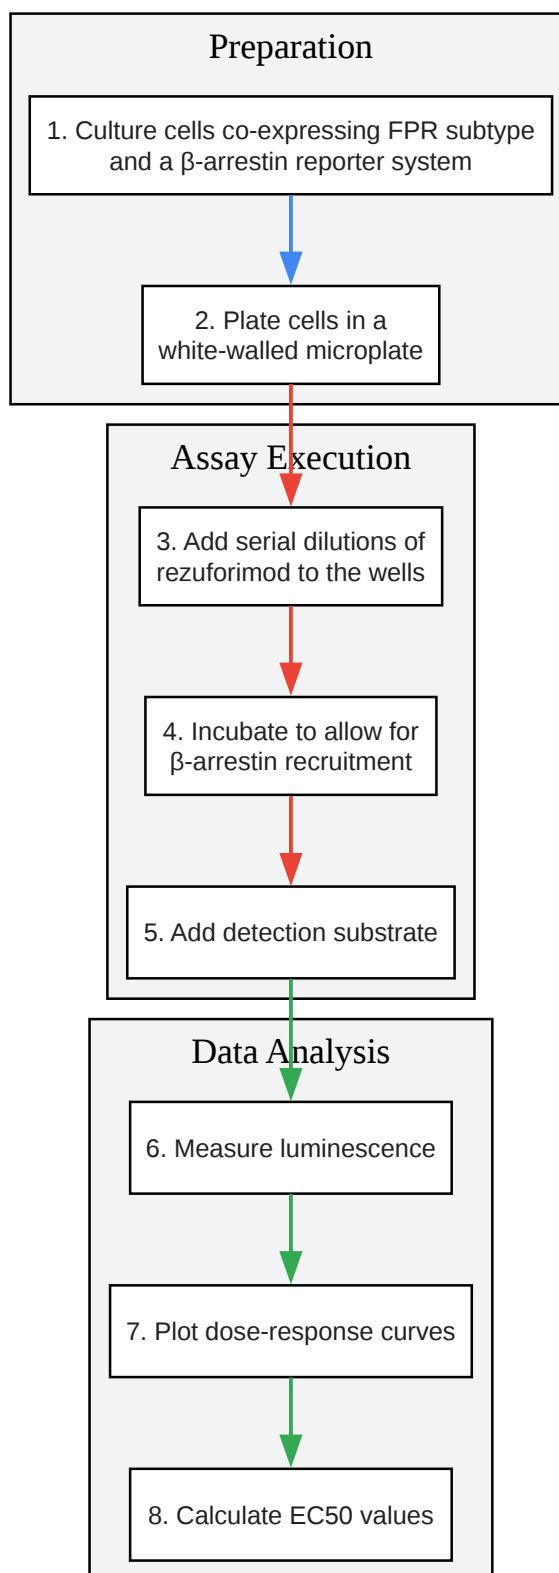 Preparation
1. Culture cells co-expressing FPR subtype
and a β-arrestin reporter system
2. Plate cells in a
white-walled microplate
Assay Execution
3. Add serial dilutions of
rezuforimod to the wells
4. Incubate to allow for
β-arrestin recruitment
5. Add detection substrate
Data Analysis
6. Measure luminescence
7. Plot dose-response curves
8. Calculate EC50 values